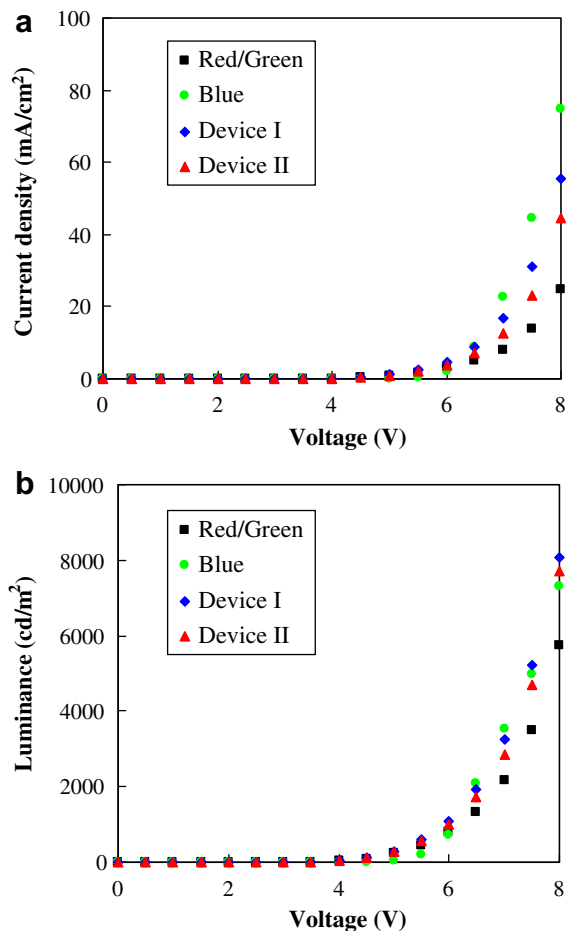 a
100
80
60
40
20
0
Current density (mA/cm²)
Red/Green
Blue
Device I
Device II
0 2 4 6 8
Voltage (V)
b
10000
8000
6000
4000
2000
0
Luminance (cd/m²)
Red/Green
Blue
Device I
Device II
0 2 4 6 8
Voltage (V)